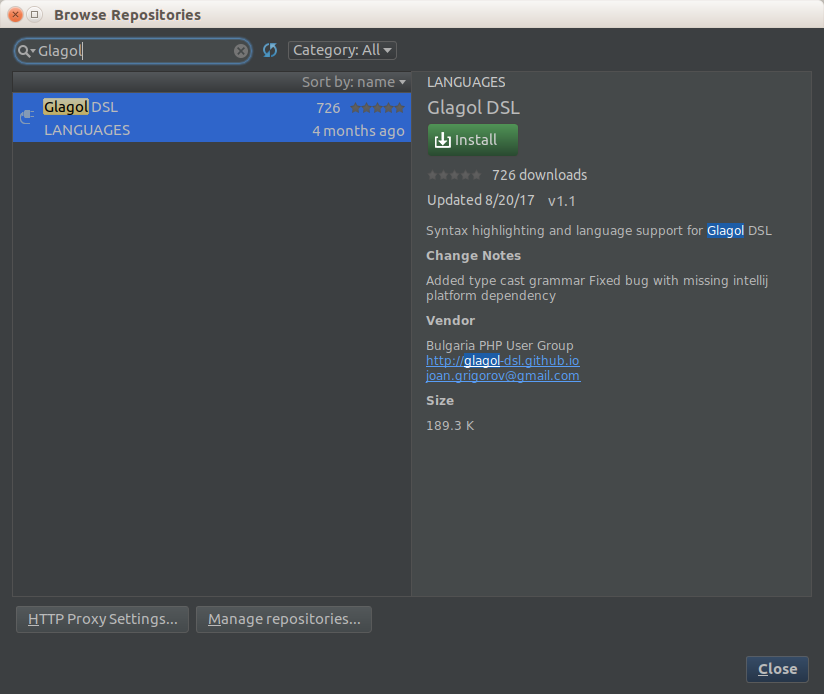 Browse Repositories
Glagol
Category: All
Sort by: name
Glagol DSL 726
LANGUAGES 4 months ago
LANGUAGES
Glagol DSL
Install
726 downloads
Updated 8/20/17 v1.1
Syntax highlighting and language support for Glagol DSL
Change Notes
Added type cast grammar Fixed bug with missing intellij
platform dependency
Vendor
Bulgaria PHP User Group
http://glagol-dsl.github.io
joan.grigorov@gmail.com
Size
189.3 K
HTTP Proxy Settings... Manage repositories...
Close